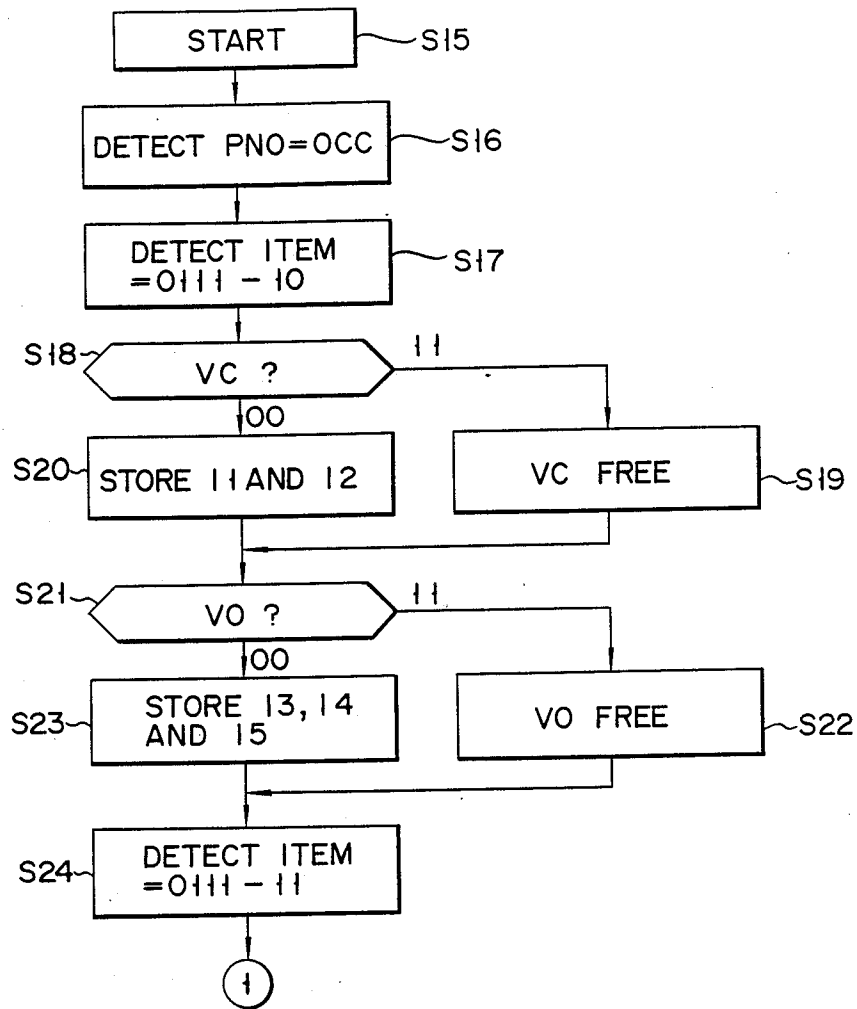 START
S15
DETECT PNO=OCC
S16
DETECT ITEM
=0111-10
S17
S18
VC ?
11
00
S20
STORE 11 AND 12
VC FREE
S19
S21
VO ?
11
00
S23
STORE 13, 14
AND 15
VO FREE
S22
S24
DETECT ITEM
=0111-11
1